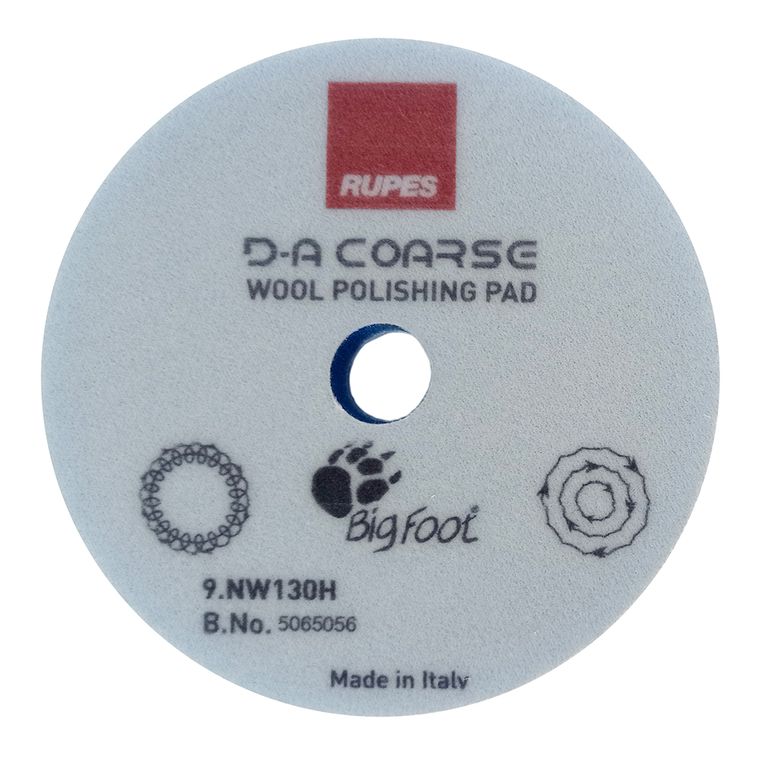 RUPES
D-A COARSE
WOOL POLISHING PAD
BigFoot®
9.NW130H
B.No. 5065056
Made in Italy